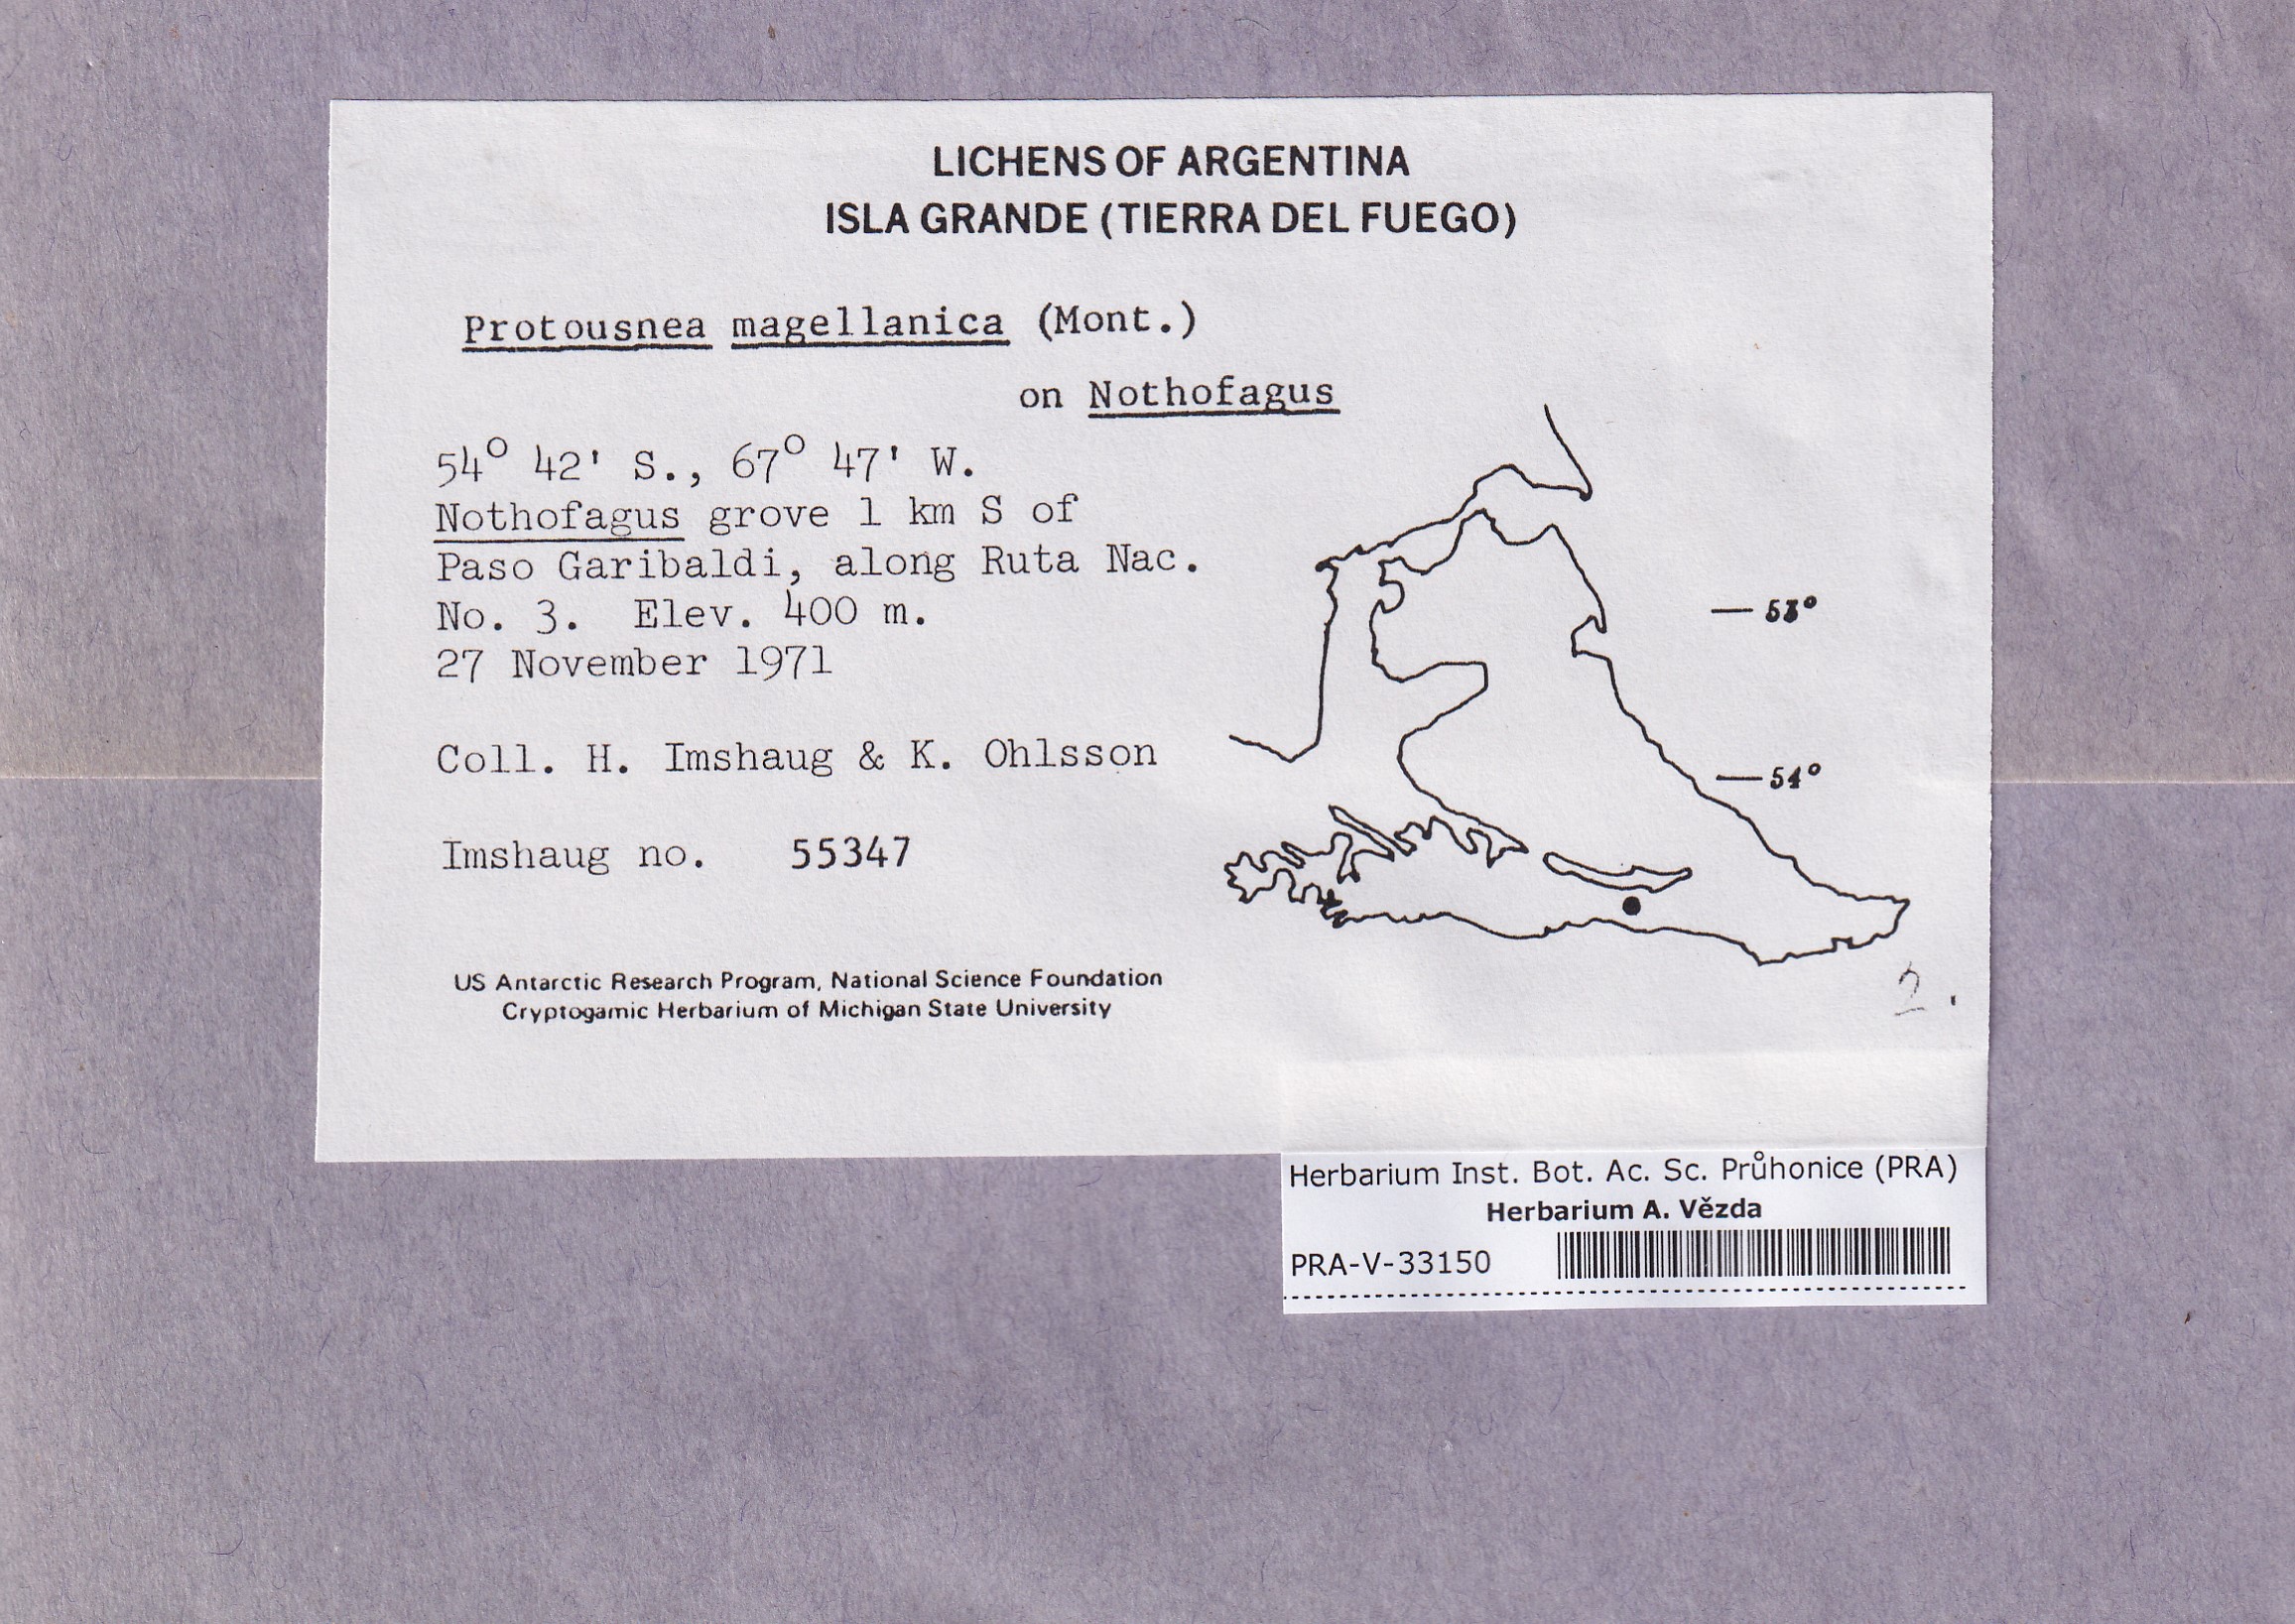 LICHENS OF ARGENTINA
ISLA GRANDE (TIERRA DEL FUEGO)
Protousnea magellanica (Mont.)
on Nothofagus
54° 42' S., 67° 47' W.
Nothofagus grove 1 km S of
Paso Garibaldi, along Ruta Nac.
No. 3. Elev. 400 m.
27 November 1971
Coll. H. Imshaug & K. Ohlsson
Imshaug no. 55347
— 53°
— 54°
2.
US Antarctic Research Program, National Science Foundation
Cryptogamic Herbarium of Michigan State University
Herbarium Inst. Bot. Ac. Sc. Průhonice (PRA)
Herbarium A. Vězda
PRA-V-33150